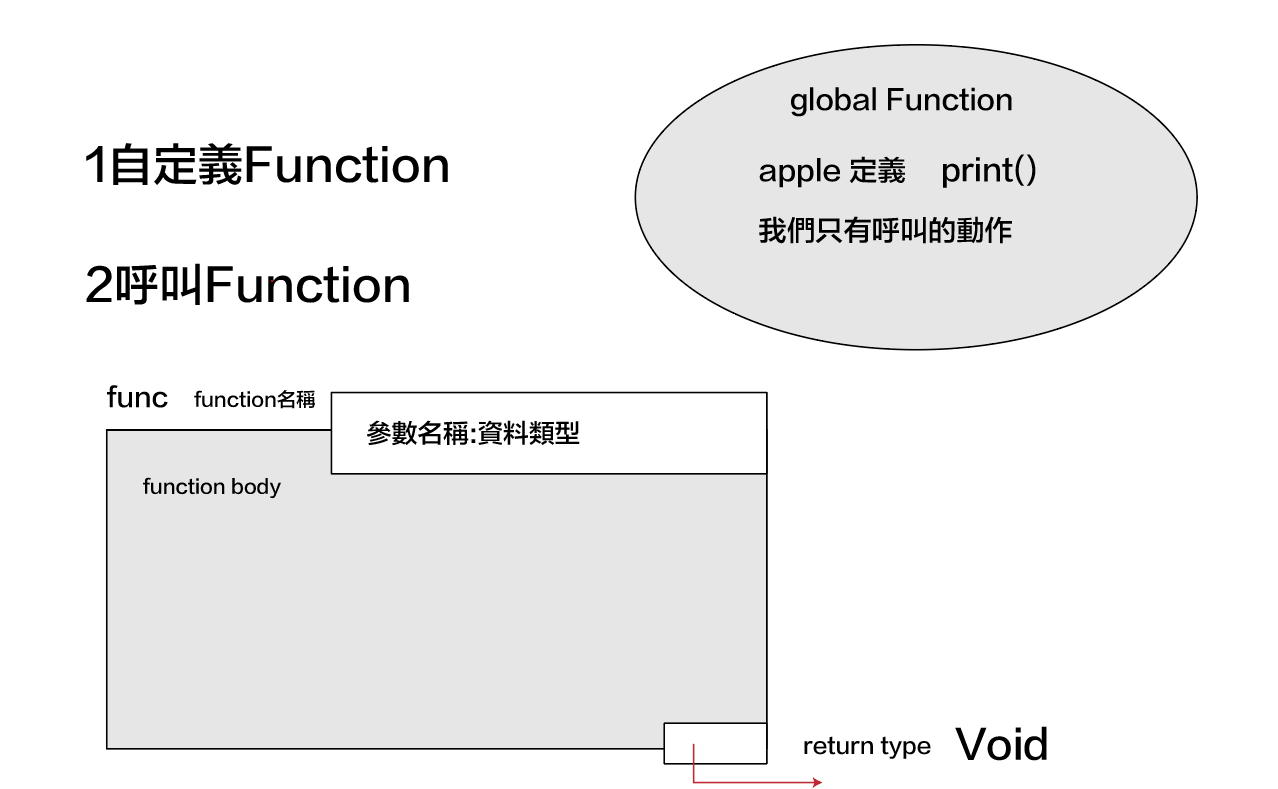 global Function
apple 定義 print()
我們只有呼叫的動作
1自定義Function
2呼叫Function
func function名稱
參數名稱:資料類型
function body
return type Void